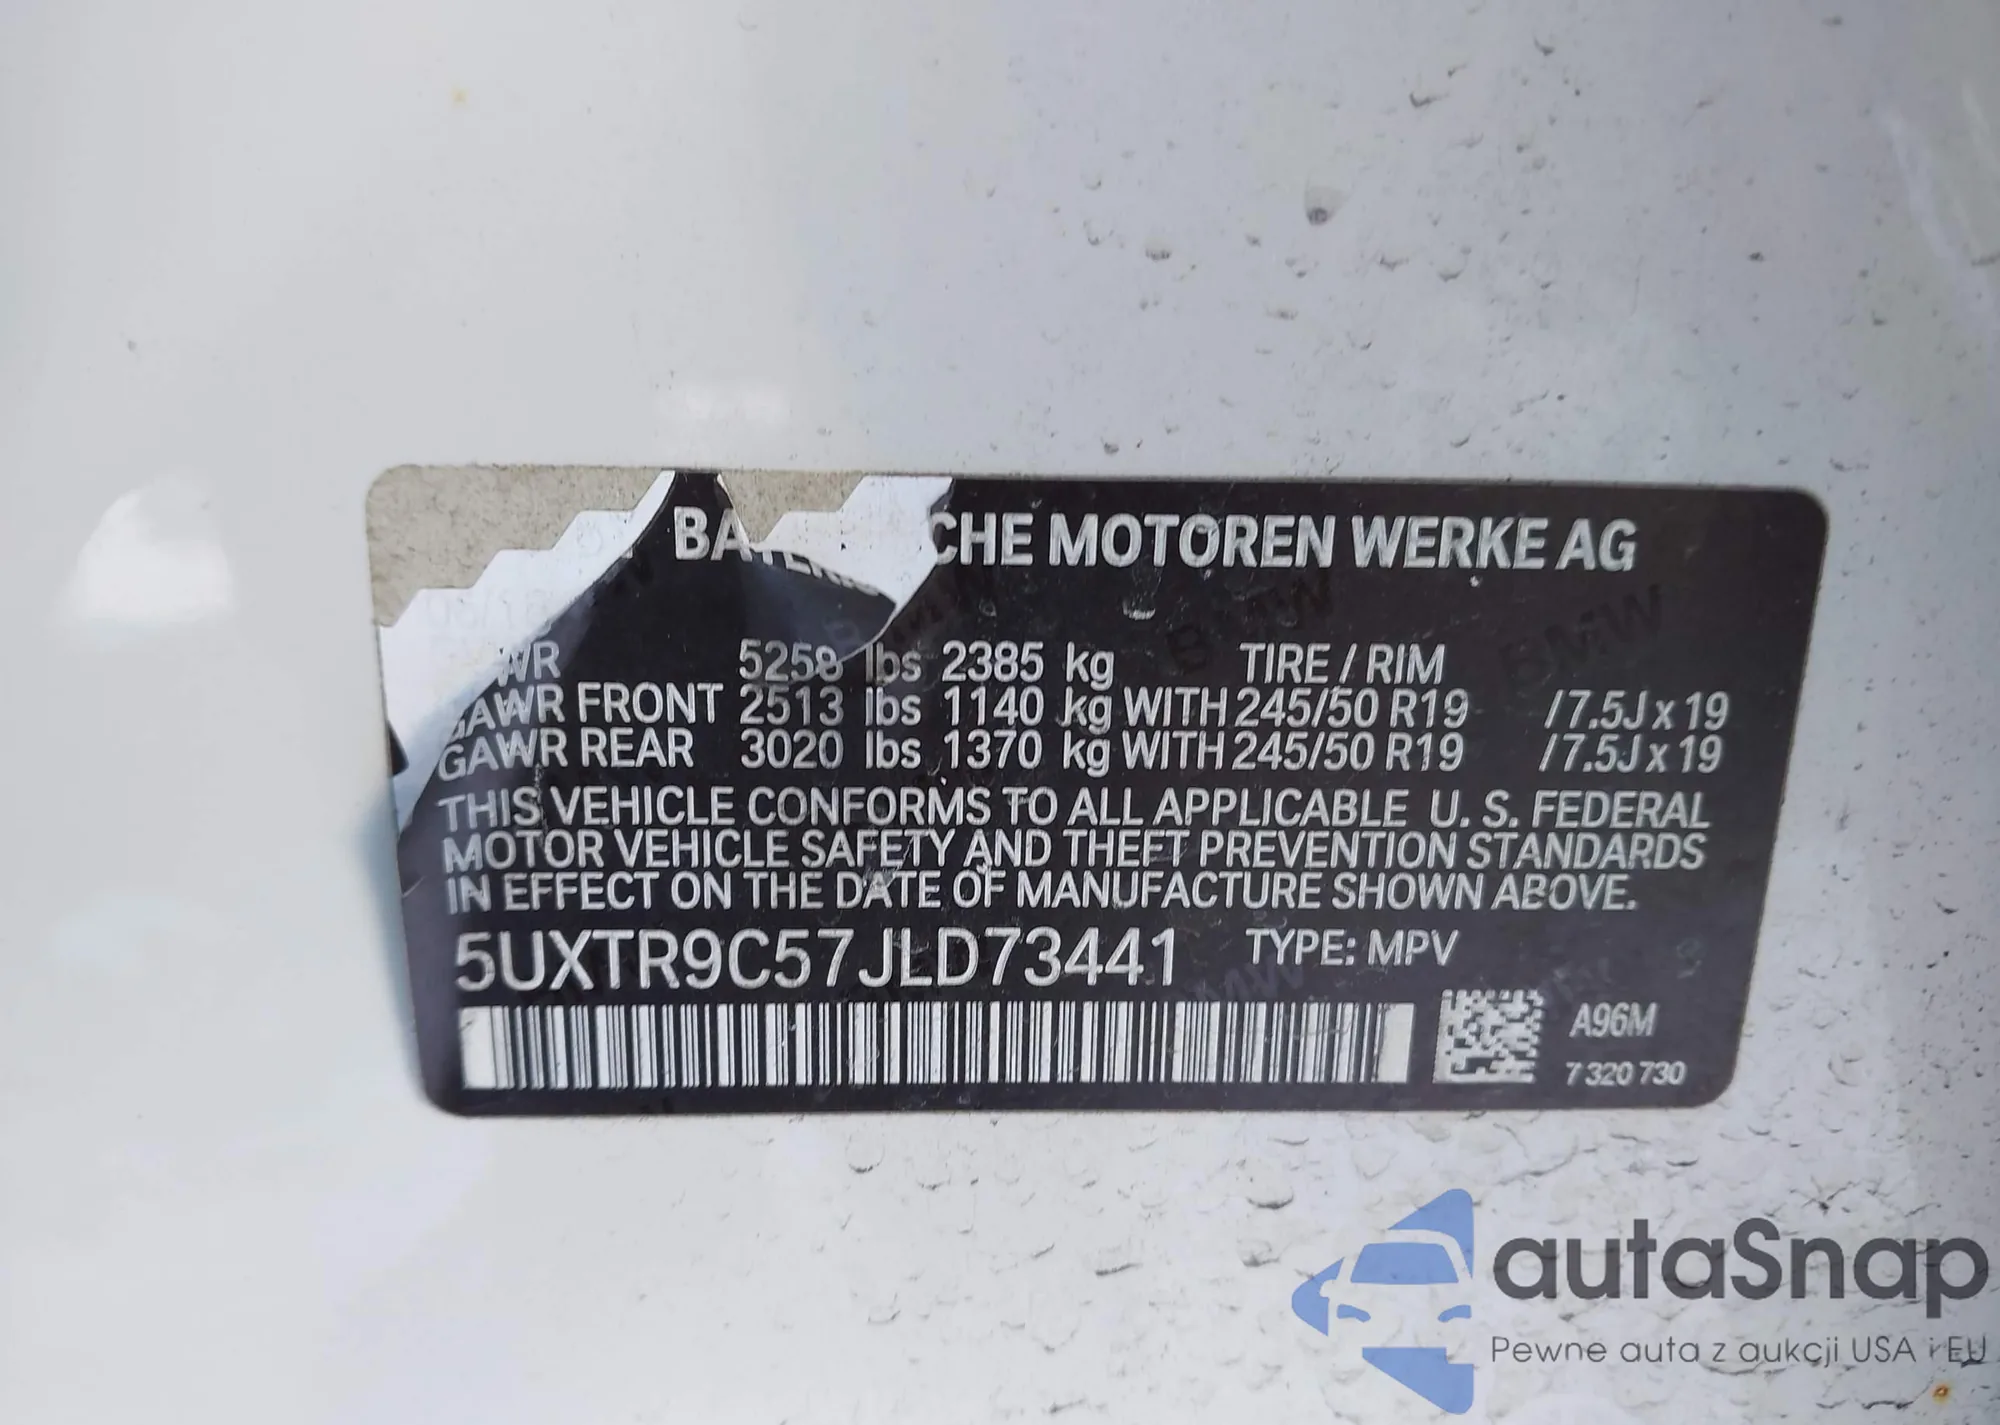 CHE MOTOREN WERKE AG
5258 lbs 2385 kg TIRE / RIM
GAWR FRONT 2513 lbs 1140 kg WITH 245/50 R19 /7.5J x 19
GAWR REAR 3020 lbs 1370 kg WITH 245/50 R19 /7.5J x 19
THIS VEHICLE CONFORMS TO ALL APPLICABLE U. S. FEDERAL
MOTOR VEHICLE SAFETY AND THEFT PREVENTION STANDARDS
IN EFFECT ON THE DATE OF MANUFACTURE SHOWN ABOVE.
5UXTR9C57JLD73441 TYPE: MPV
A96M
7 320 730
autaSnap
Pewne auta z aukcji USA i EU